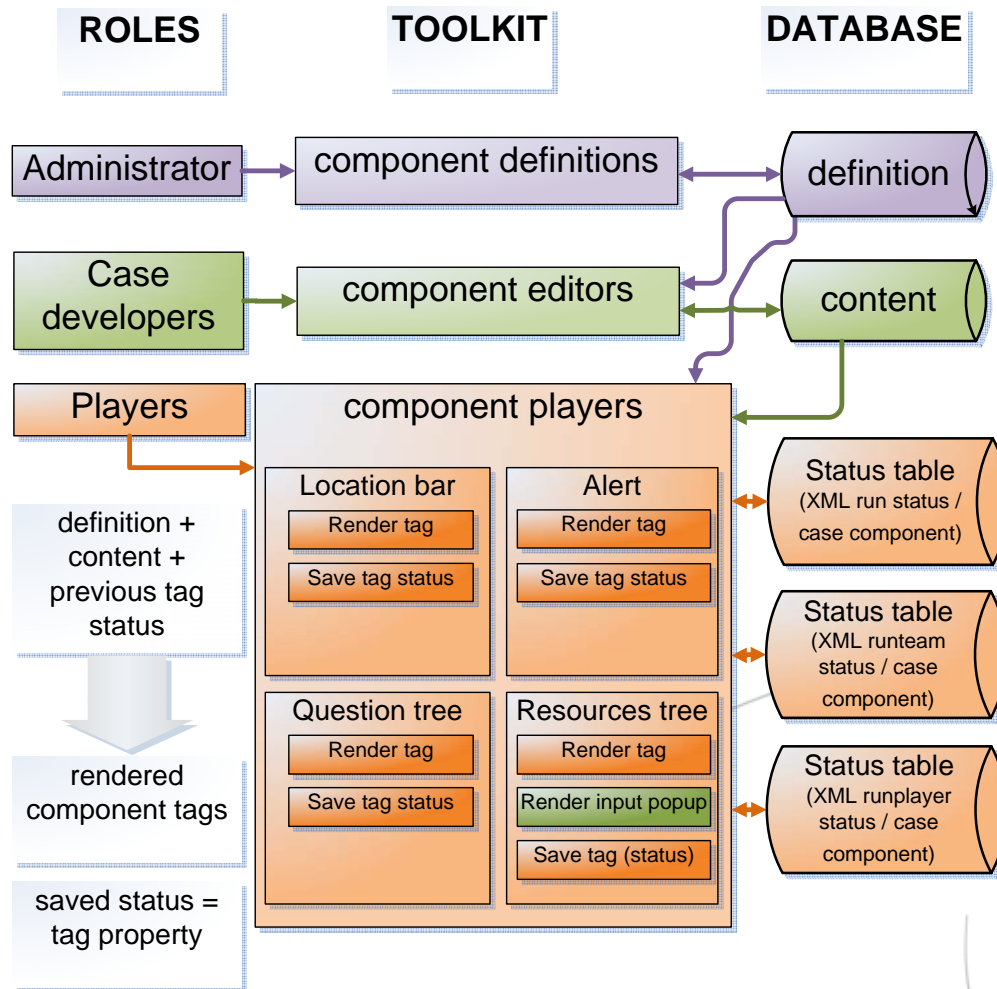 ROLES
TOOLKIT
DATABASE
Administrator
component definitions
definition
Case
developers
component editors
content
Players
component players
Location bar
Render tag
Save tag status
Alert
Render tag
Save tag status
Question tree
Render tag
Save tag status
Resources tree
Render tag
Render input popup
Save tag (status)
Status table
(XML run status /
case component)
Status table
(XML runteam
status / case
component)
Status table
(XML runplayer
status / case
component)
definition +
content +
previous tag
status
rendered
component tags
saved status =
tag property